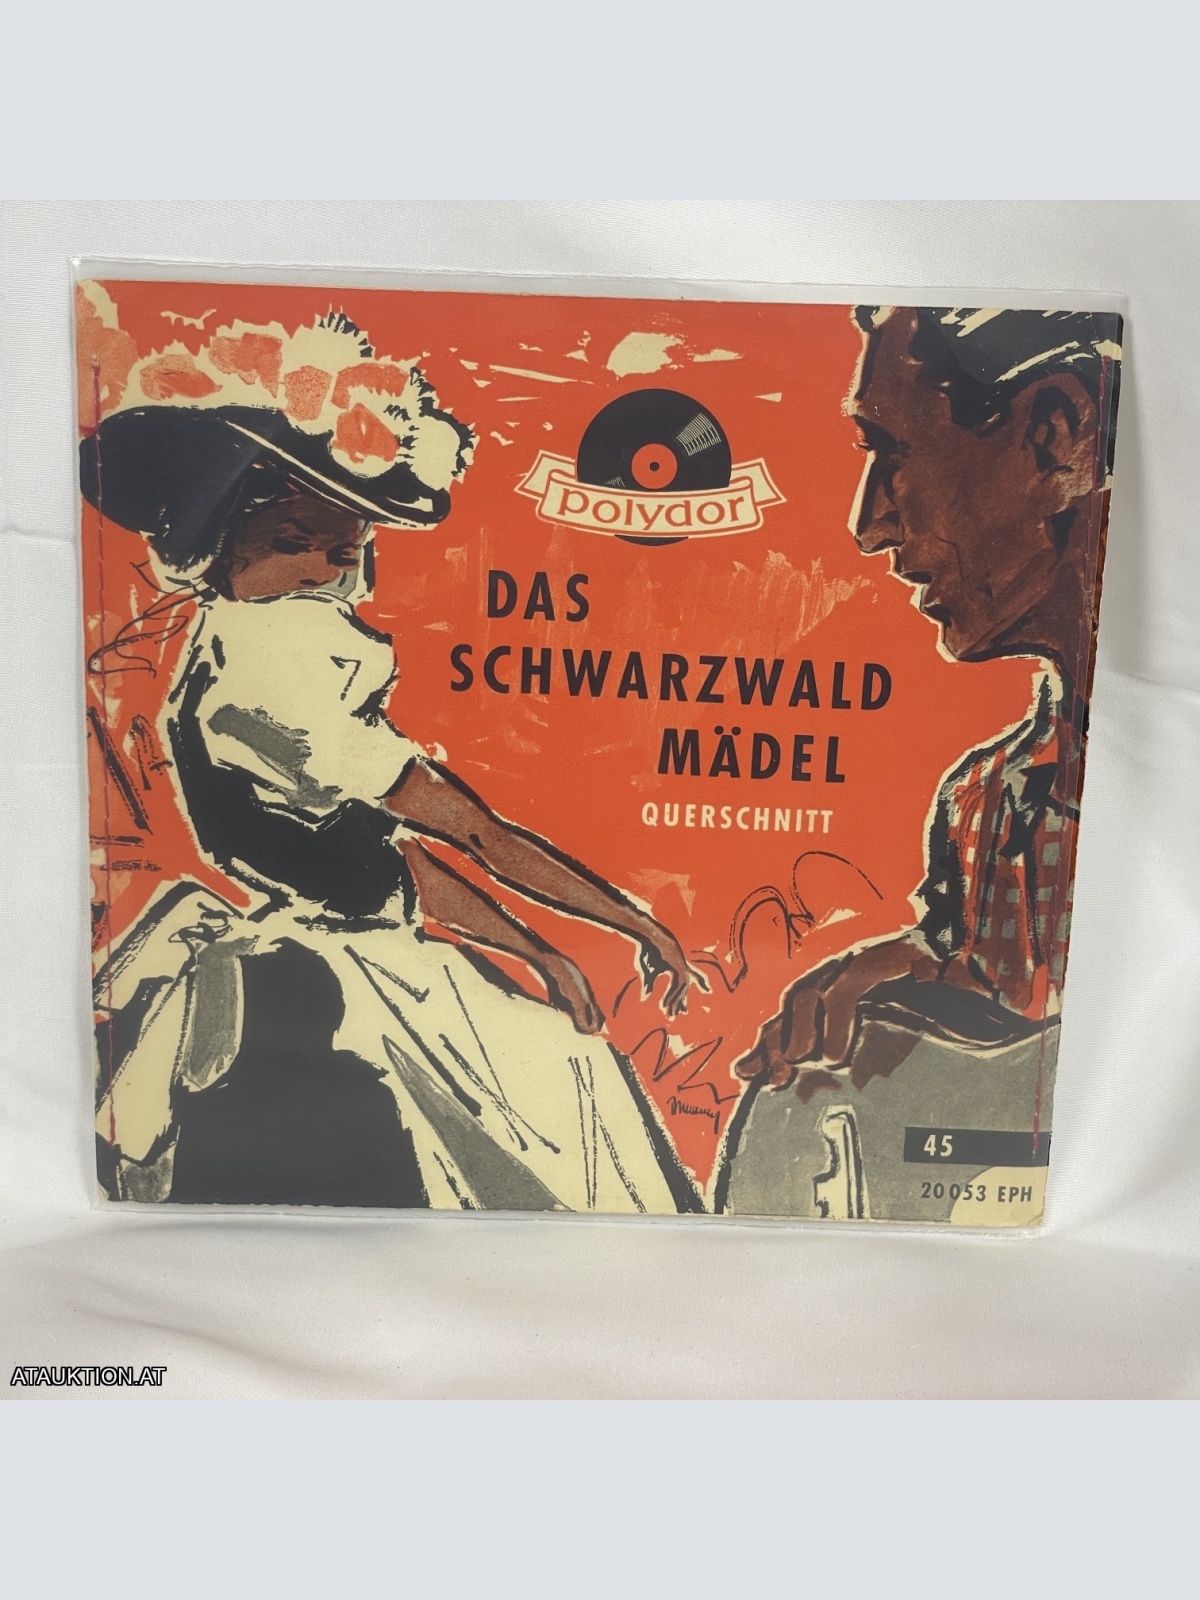 polydor
DAS
SCHWARZWALD
MÄDEL
QUERSCHNITT
45
20053 EPH
ATAUKTION.AT